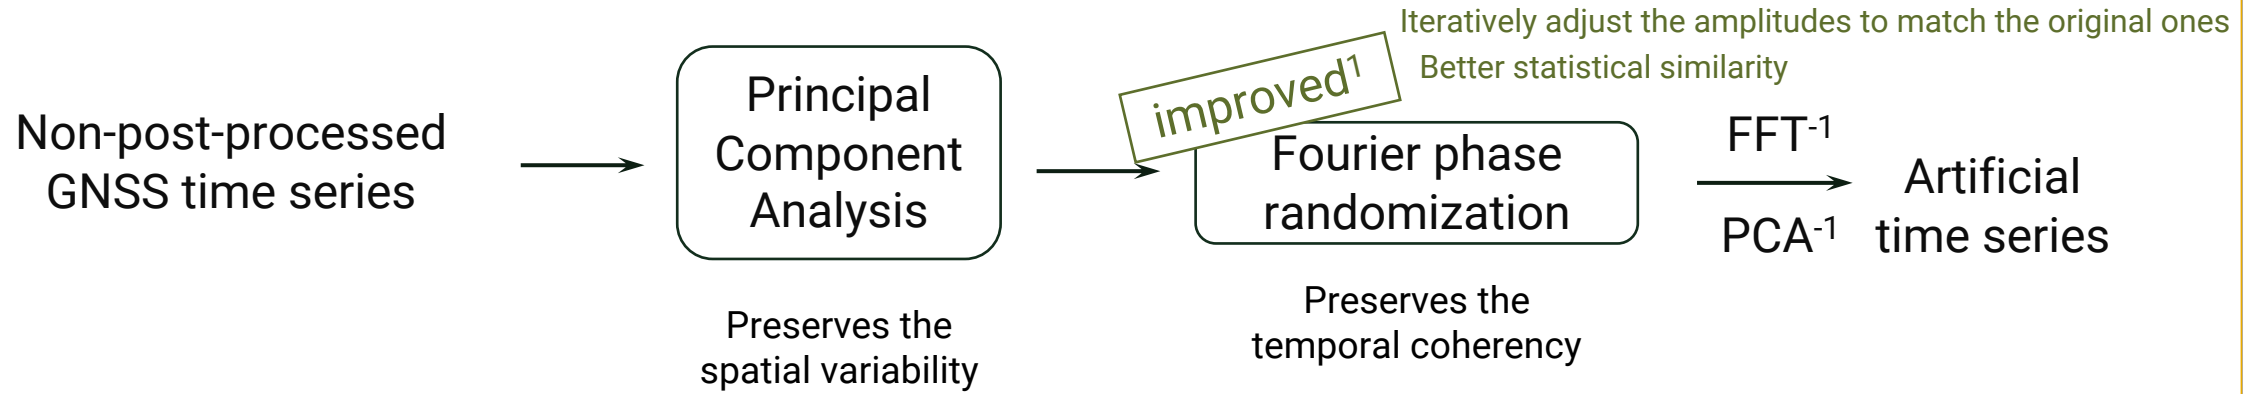 Non-post-processed
GNSS time series
Principal
Component
Analysis
Preserves the
spatial variability
improved¹
Iteratively adjust the amplitudes to match the original ones
Better statistical similarity
Fourier phase
randomization
Preserves the
temporal coherency
FFT⁻¹
PCA⁻¹
Artificial
time series